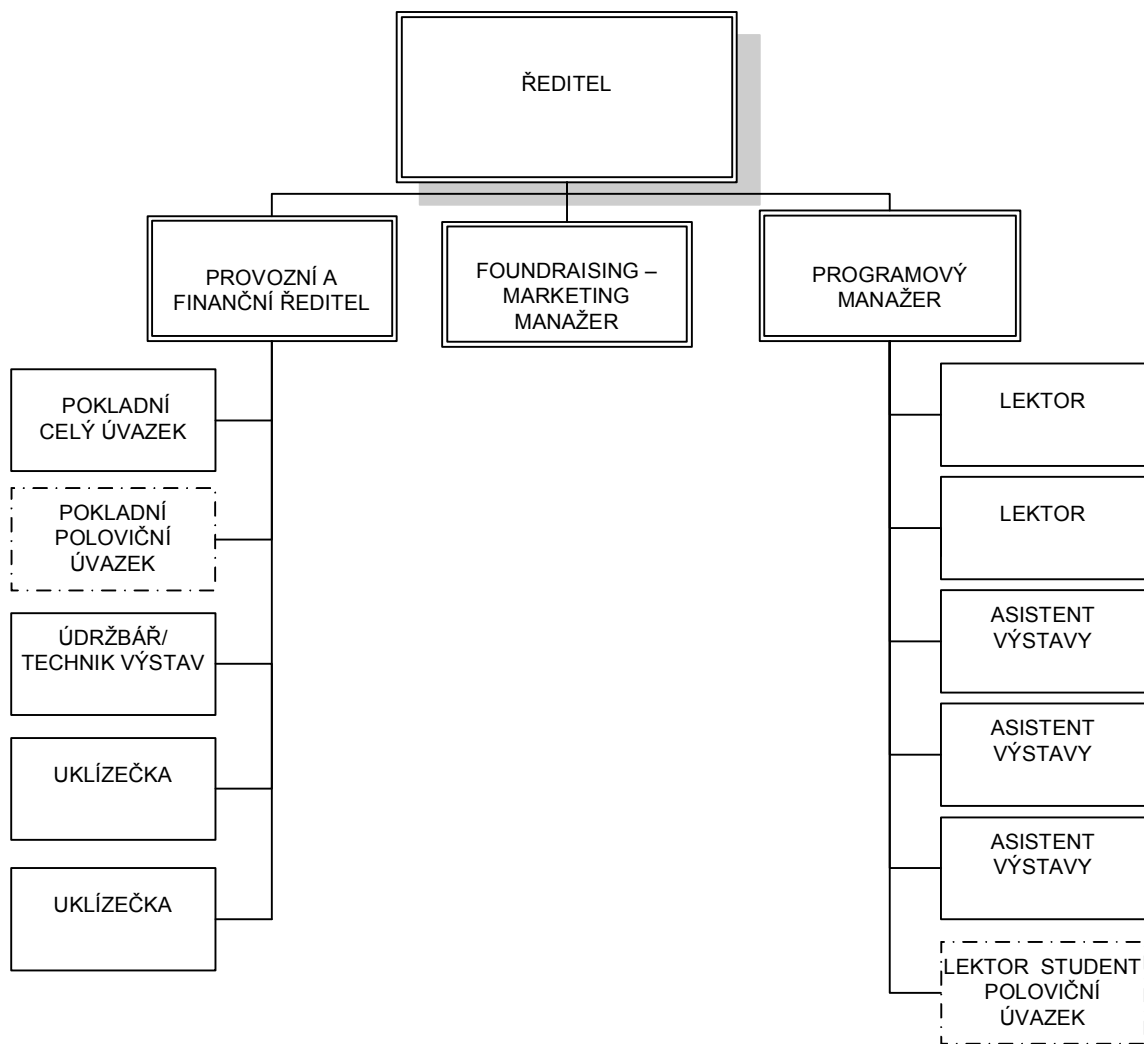 ŘEDITEL
PROVOZNÍ A
FINANČNÍ ŘEDITEL
FOUNDRAISING –
MARKETING
MANAŽER
PROGRAMOVÝ
MANAŽER
POKLADNÍ
CELÝ ÚVAZEK
POKLADNÍ
POLOVIČNÍ
ÚVAZEK
ÚDRŽBÁŘ/
TECHNIK VÝSTAV
UKLÍZEČKA
UKLÍZEČKA
LEKTOR
LEKTOR
ASISTENT
VÝSTAVY
ASISTENT
VÝSTAVY
ASISTENT
VÝSTAVY
LEKTOR STUDENT
POLOVIČNÍ
ÚVAZEK